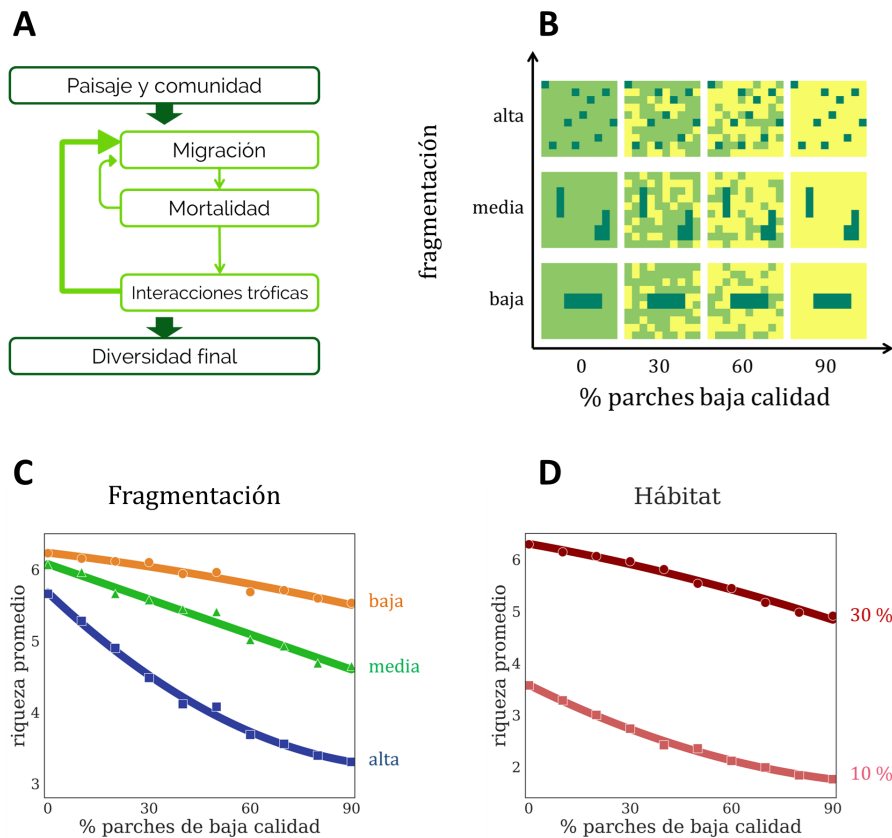 A
Paisaje y comunidad
Migración
Mortalidad
Interacciones tróficas
Diversidad final
B
fragmentación
alta
media
baja
0 30 60 90
% parches baja calidad
C
Fragmentación
riqueza promedio
6
5
4
3
baja
media
alta
0 30 60 90
% parches de baja calidad
D
Hábitat
riqueza promedio
6
5
4
3
2
30 %
10 %
0 30 60 90
% parches de baja calidad